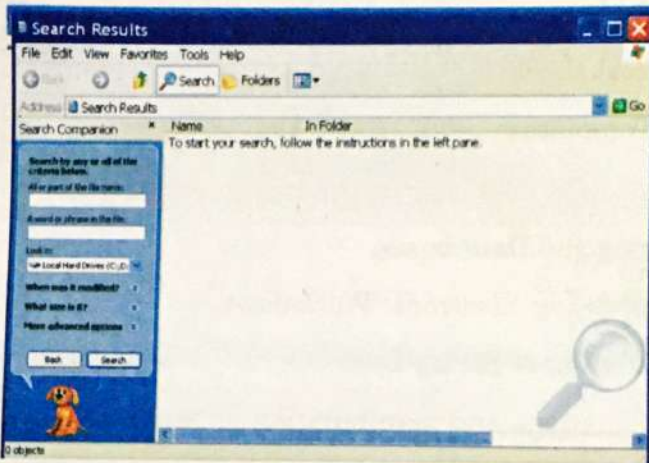 Search Results
File Edit View Favorites Tools Help
Back Search Folders
Address Search Results Go
Search Companion × Name In Folder
To start your search, follow the instructions in the left pane.
Search by any or all of the
criteria below.
All or part of the file name:
A word or phrase in the file:
Look in:
Local Hard Drives (C:;D:
When was it modified?
What size is it?
More advanced options
Back Search
0 objects